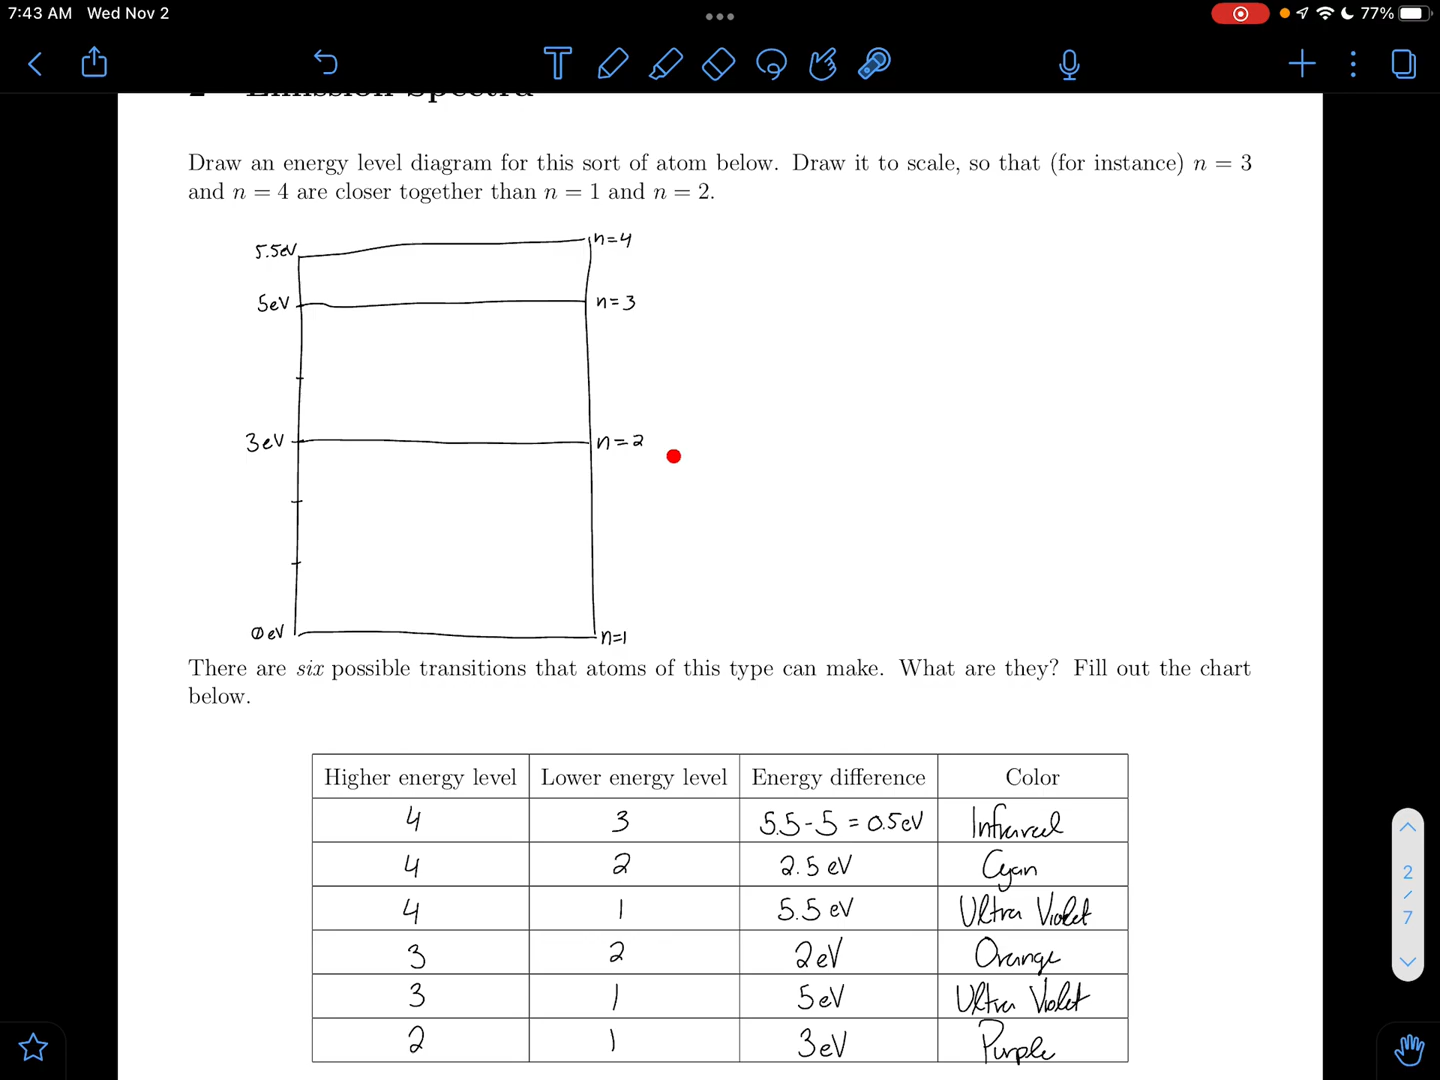 7:43 AM Wed Nov 2
77%
Draw an energy level diagram for this sort of atom below. Draw it to scale, so that (for instance) n = 3
and n = 4 are closer together than n = 1 and n = 2.
5.5eV
n=4
5eV
n=3
3eV
n=2
0eV
n=1
There are six possible transitions that atoms of this type can make. What are they? Fill out the chart
below.
Higher energy level Lower energy level Energy difference Color
4 3 5.5-5 = 0.5eV Infrared
4 2 2.5 eV Cyan
4 1 5.5 eV Ultra Violet
3 2 2eV Orange
3 1 5eV Ultra Violet
2 1 3eV Purple
2
/
7